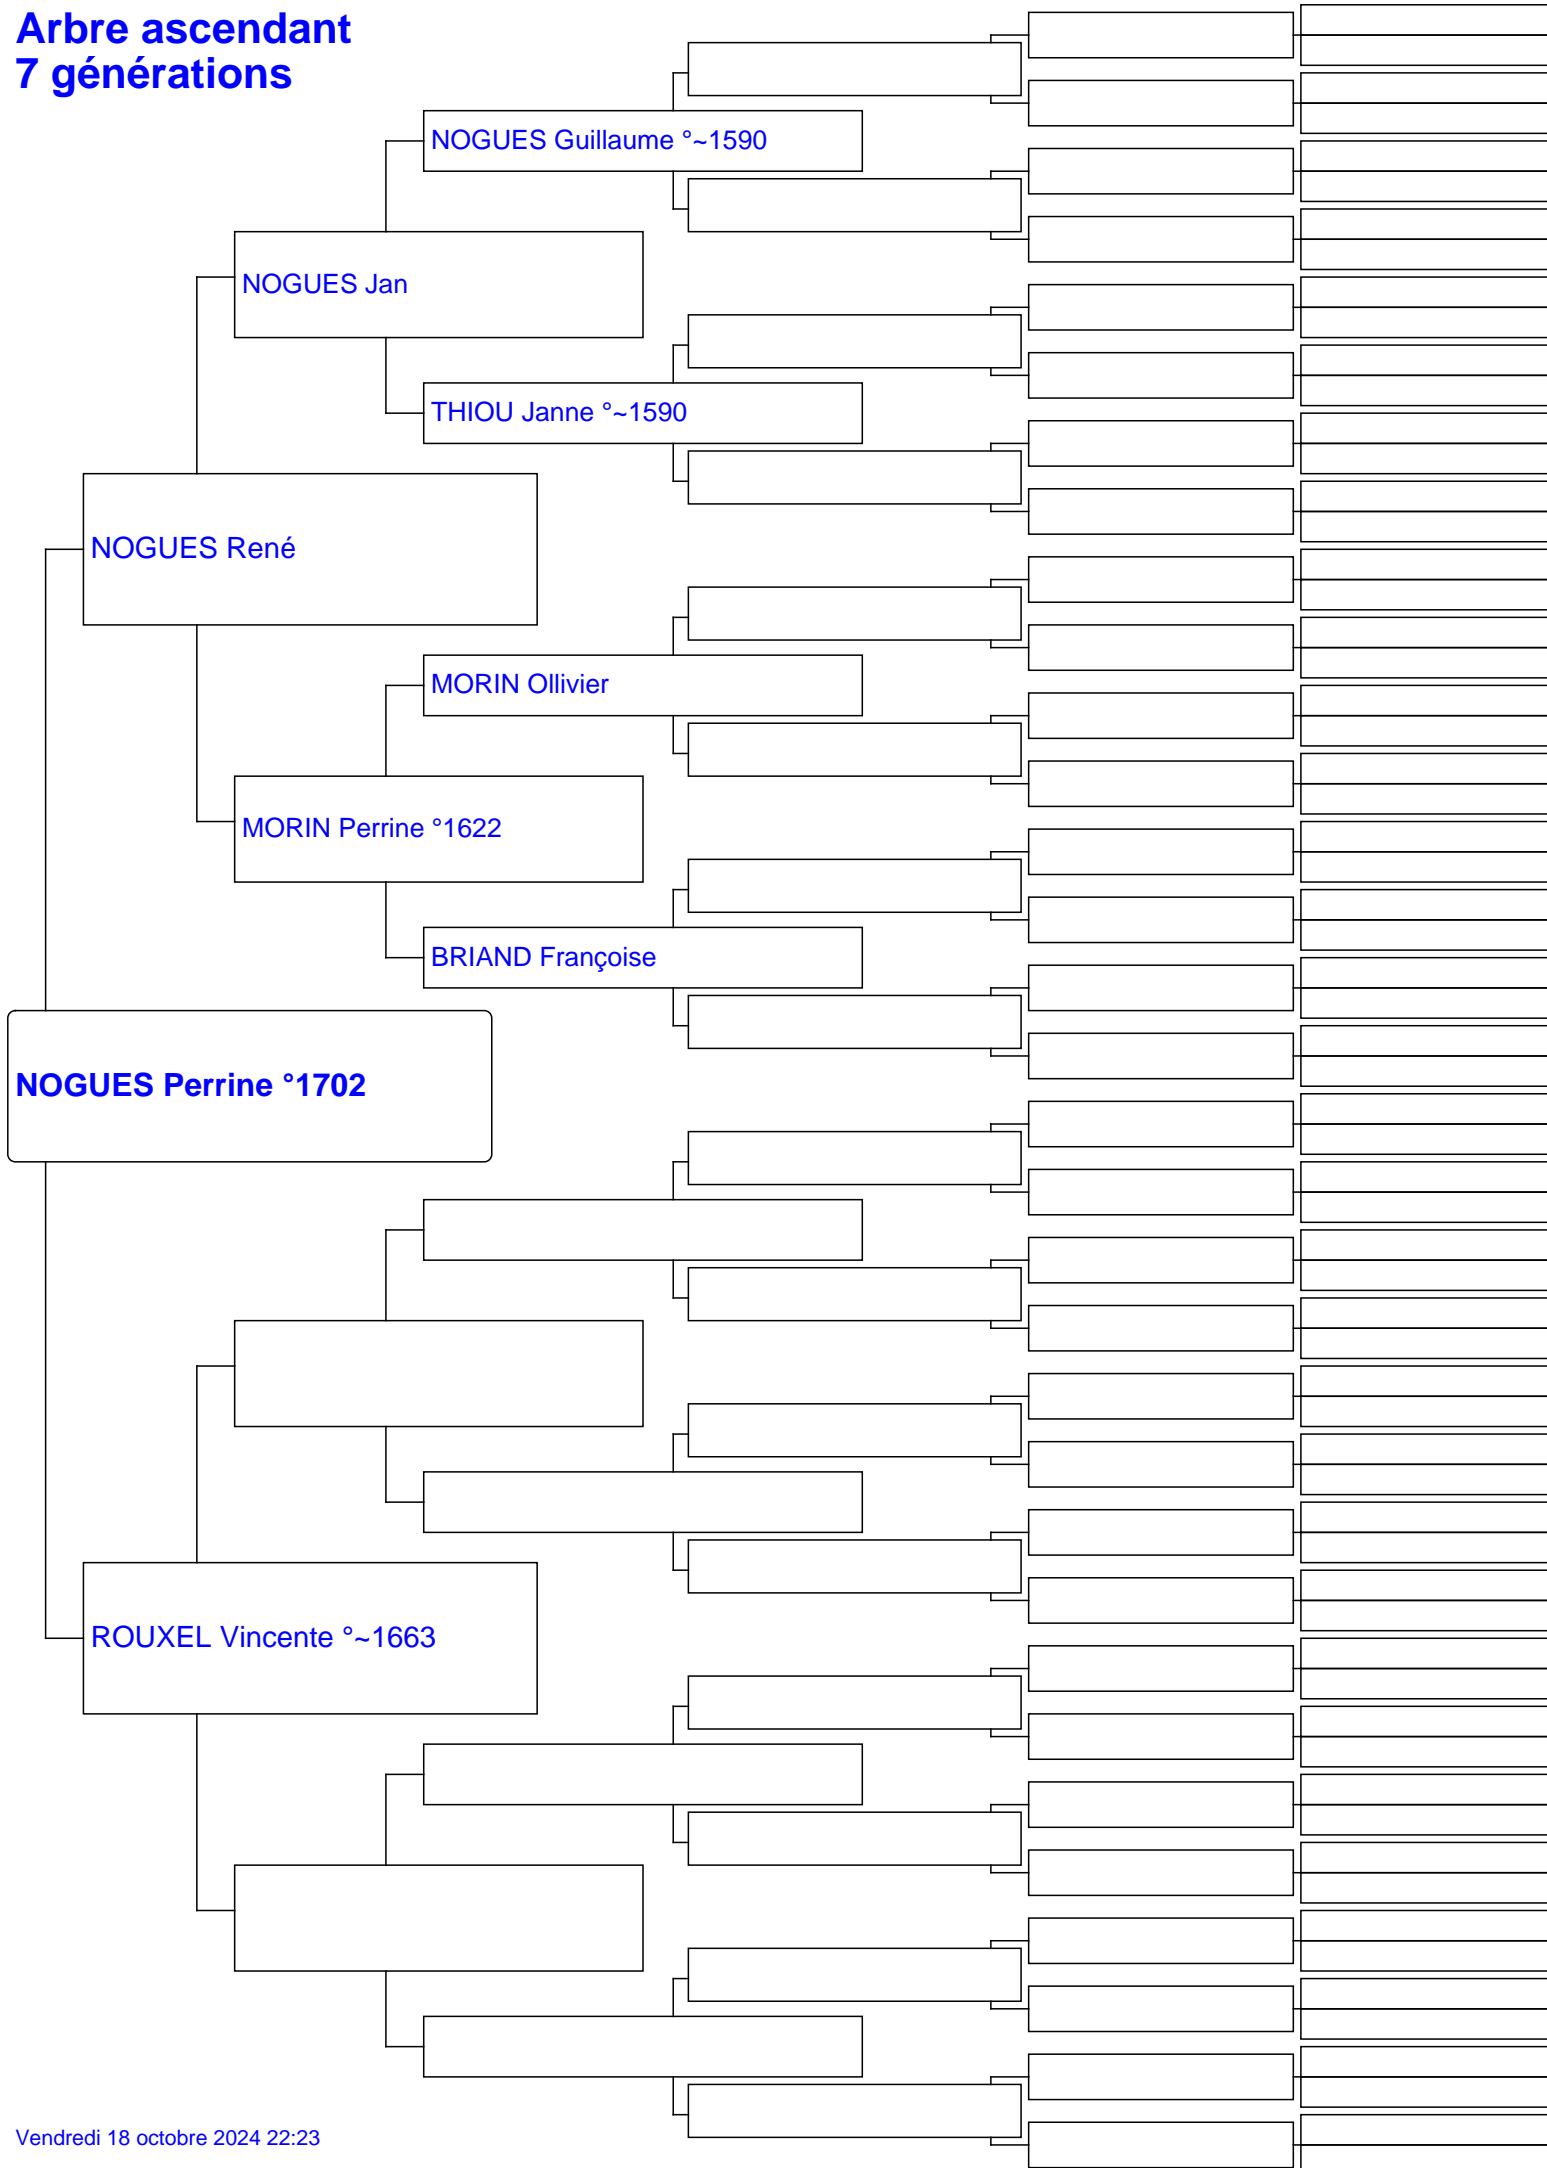 Arbre ascendant
7 générations
NOGUES Guillaume °~1590
NOGUES Jan
THIOU Janne °~1590
NOGUES René
MORIN Ollivier
MORIN Perrine °1622
BRIAND Françoise
NOGUES Perrine °1702
ROUXEL Vincente °~1663
Vendredi 18 octobre 2024 22:23